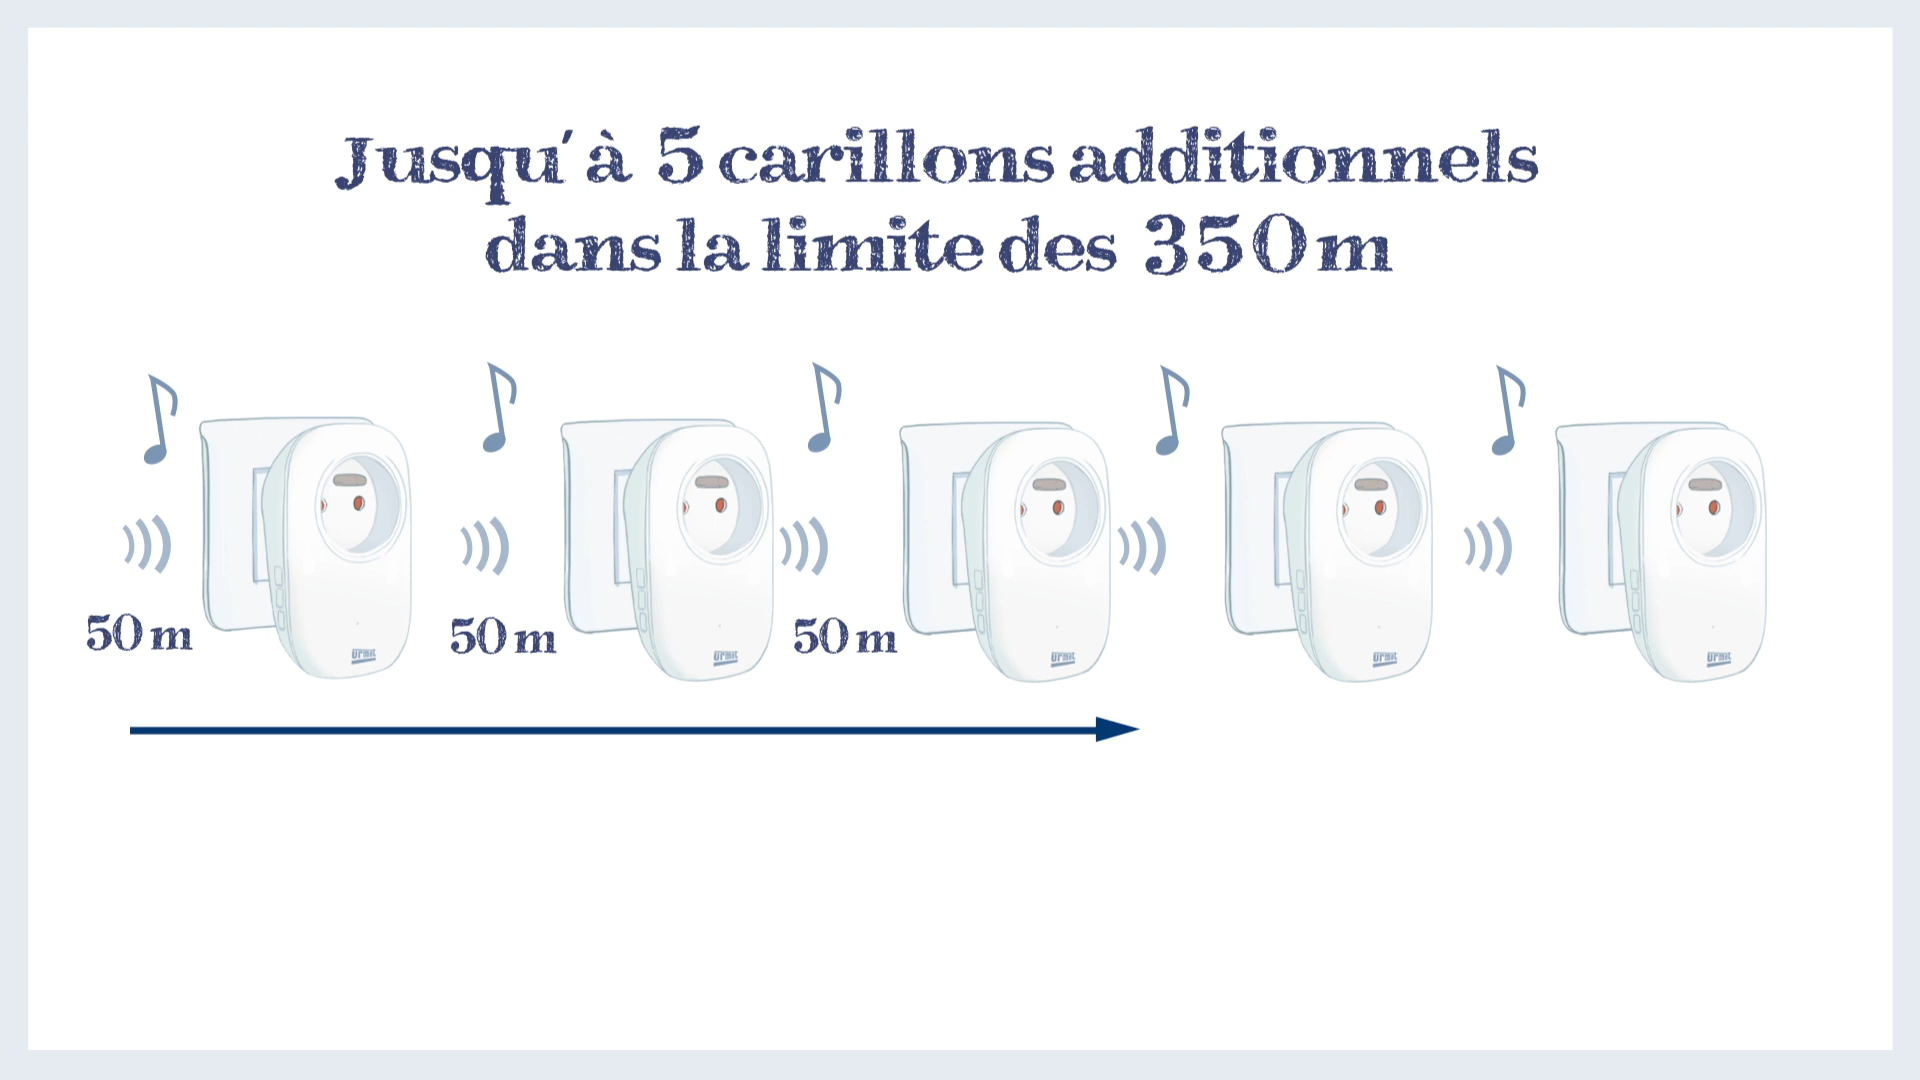 Jusqu'à 5 carillons additionnels
dans la limite des 350 m
50 m
50 m
50 m